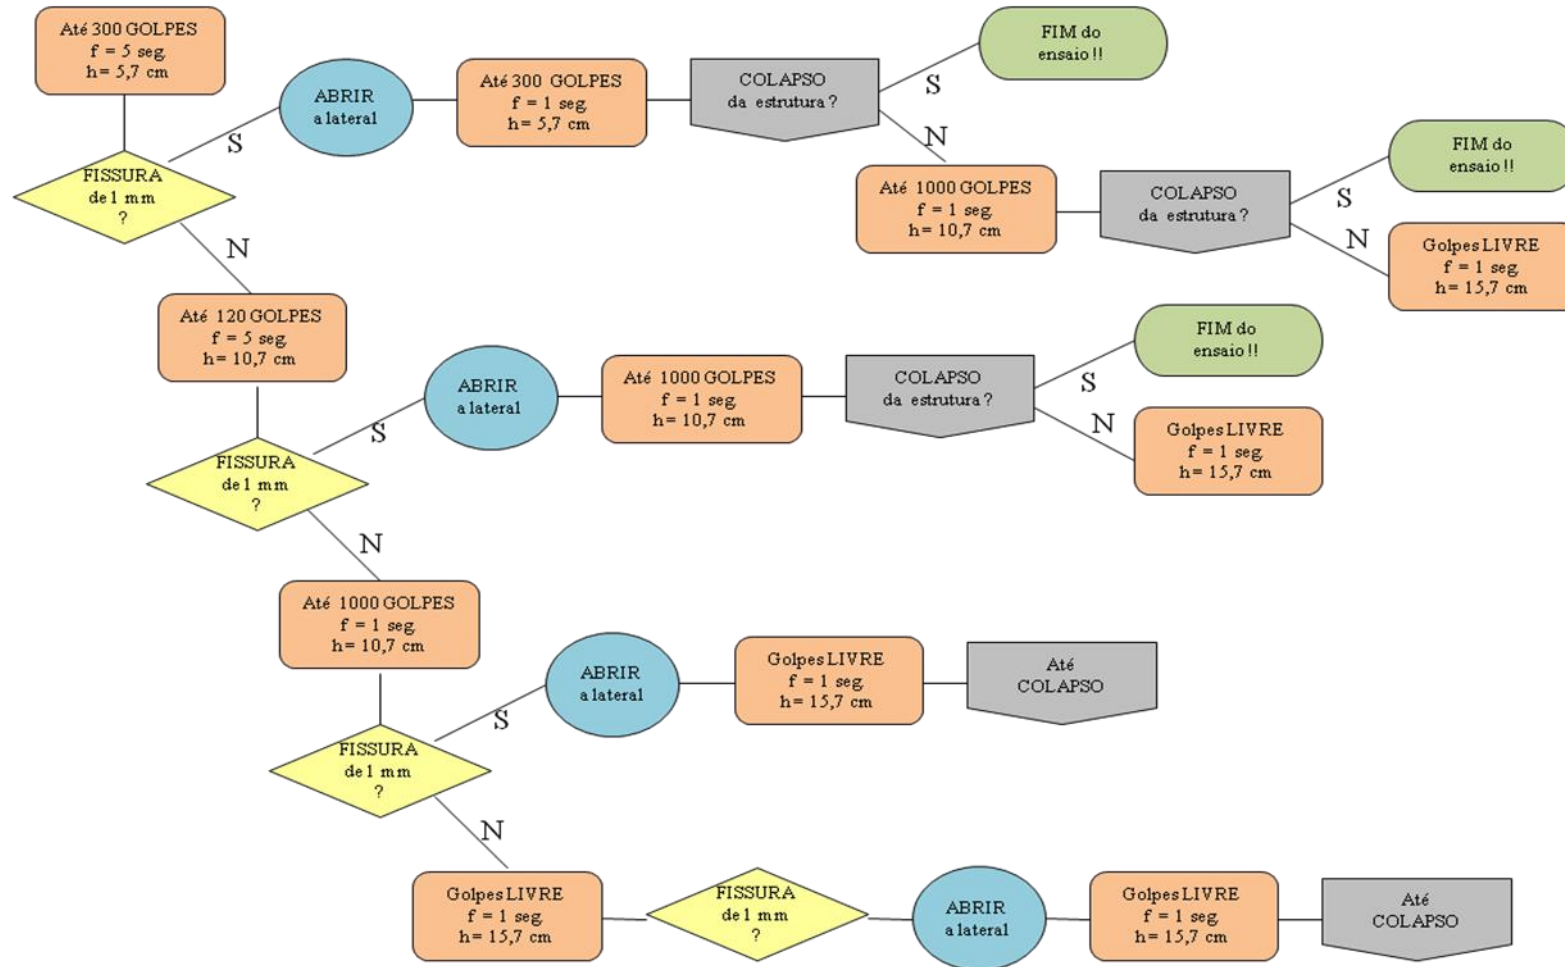 Até 300 GOLPES
f = 5 seg.
h= 5,7 cm
FISSURA
de 1 mm
?
S
ABRIR
a lateral
Até 300 GOLPES
f = 1 seg.
h= 5,7 cm
COLAPSO
da estrutura?
S
FIM do
ensaio!!
N
Até 1000 GOLPES
f = 1 seg.
h= 10,7 cm
COLAPSO
da estrutura?
S
FIM do
ensaio!!
N
Golpes LIVRE
f = 1 seg.
h= 15,7 cm
N
Até 120 GOLPES
f = 5 seg.
h= 10,7 cm
FISSURA
de 1 mm
?
S
ABRIR
a lateral
Até 1000 GOLPES
f = 1 seg.
h= 10,7 cm
COLAPSO
da estrutura?
S
FIM do
ensaio!!
N
Golpes LIVRE
f = 1 seg.
h= 15,7 cm
N
Até 1000 GOLPES
f = 1 seg.
h= 10,7 cm
FISSURA
de 1 mm
?
S
ABRIR
a lateral
Golpes LIVRE
f = 1 seg.
h= 15,7 cm
Até
COLAPSO
N
Golpes LIVRE
f = 1 seg.
h= 15,7 cm
FISSURA
de 1 mm
?
ABRIR
a lateral
Golpes LIVRE
f = 1 seg.
h= 15,7 cm
Até
COLAPSO